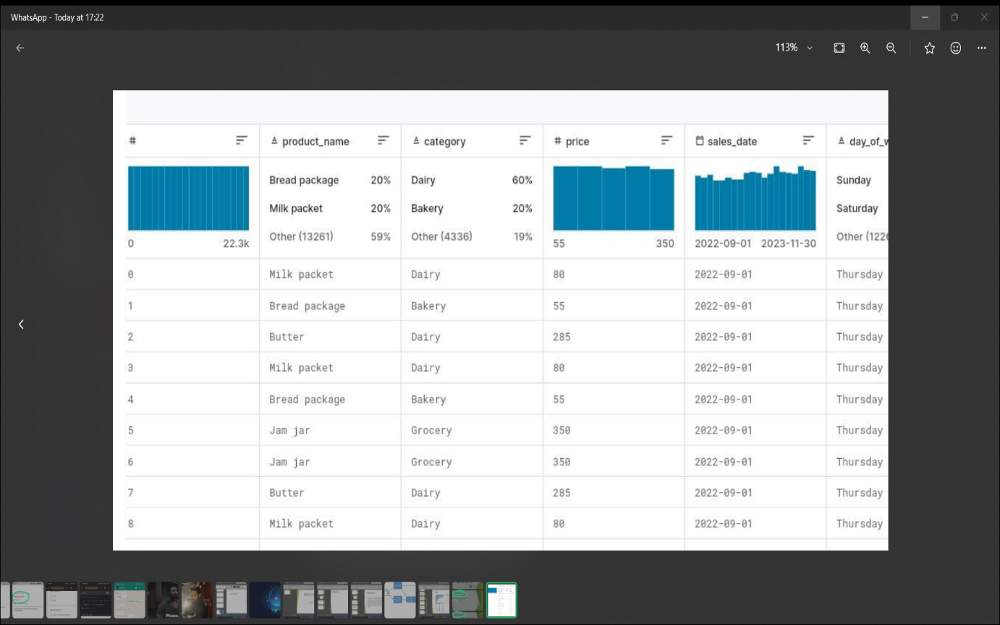 WhatsApp - Today at 17:22
113%
# product_name category price sales_date day_of_w
Bread package 20% Dairy 60% Sunday
Milk packet 20% Bakery 20% Saturday
Other (13261) 59% Other (4336) 19% Other (1226
0 22.3k 55 350 2022-09-01 2023-11-30
0 Milk packet Dairy 80 2022-09-01 Thursday
1 Bread package Bakery 55 2022-09-01 Thursday
2 Butter Dairy 285 2022-09-01 Thursday
3 Milk packet Dairy 80 2022-09-01 Thursday
4 Bread package Bakery 55 2022-09-01 Thursday
5 Jam jar Grocery 350 2022-09-01 Thursday
6 Jam jar Grocery 350 2022-09-01 Thursday
7 Butter Dairy 285 2022-09-01 Thursday
8 Milk packet Dairy 80 2022-09-01 Thursday
Please